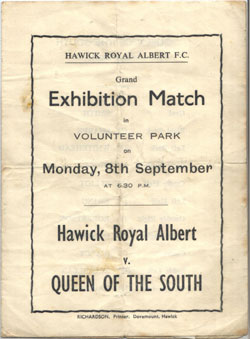 HAWICK ROYAL ALBERT F.C.
Grand
Exhibition Match
in
VOLUNTEER PARK
on
Monday, 8th September
AT 6.30 P.M.
Hawick Royal Albert
v.
QUEEN OF THE SOUTH
RICHARDSON, Printer, Dovemount, Hawick